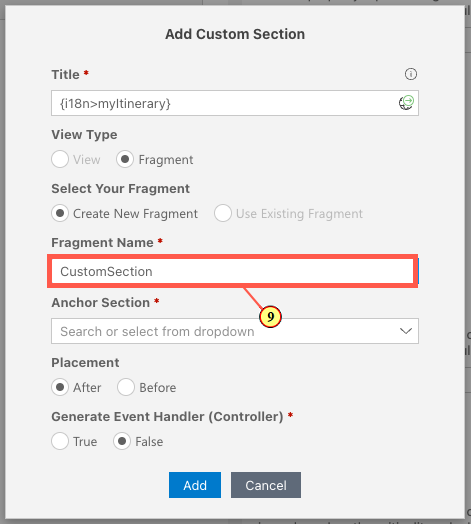 Add Custom Section
Title *
{i18n>myItinerary}
View Type
View Fragment
Select Your Fragment
Create New Fragment Use Existing Fragment
Fragment Name *
CustomSection
Anchor Section *
9
Search or select from dropdown
Placement
After Before
Generate Event Handler (Controller) *
True False
Add Cancel